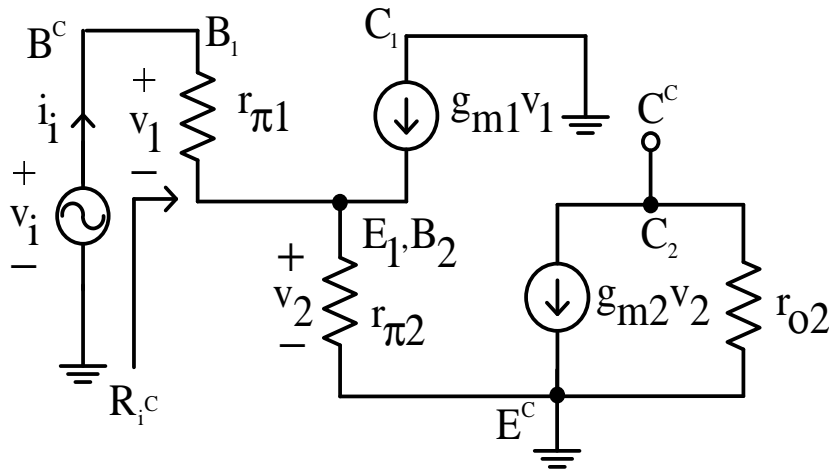 B^C
B₁
C₁
+
v₁
−
r_π1
g_m1v₁
i_i
C^C
+
v_i
−
E₁,B₂
C₂
+
v₂
−
r_π2
g_m2v₂
r_o2
R_i^C
E^C